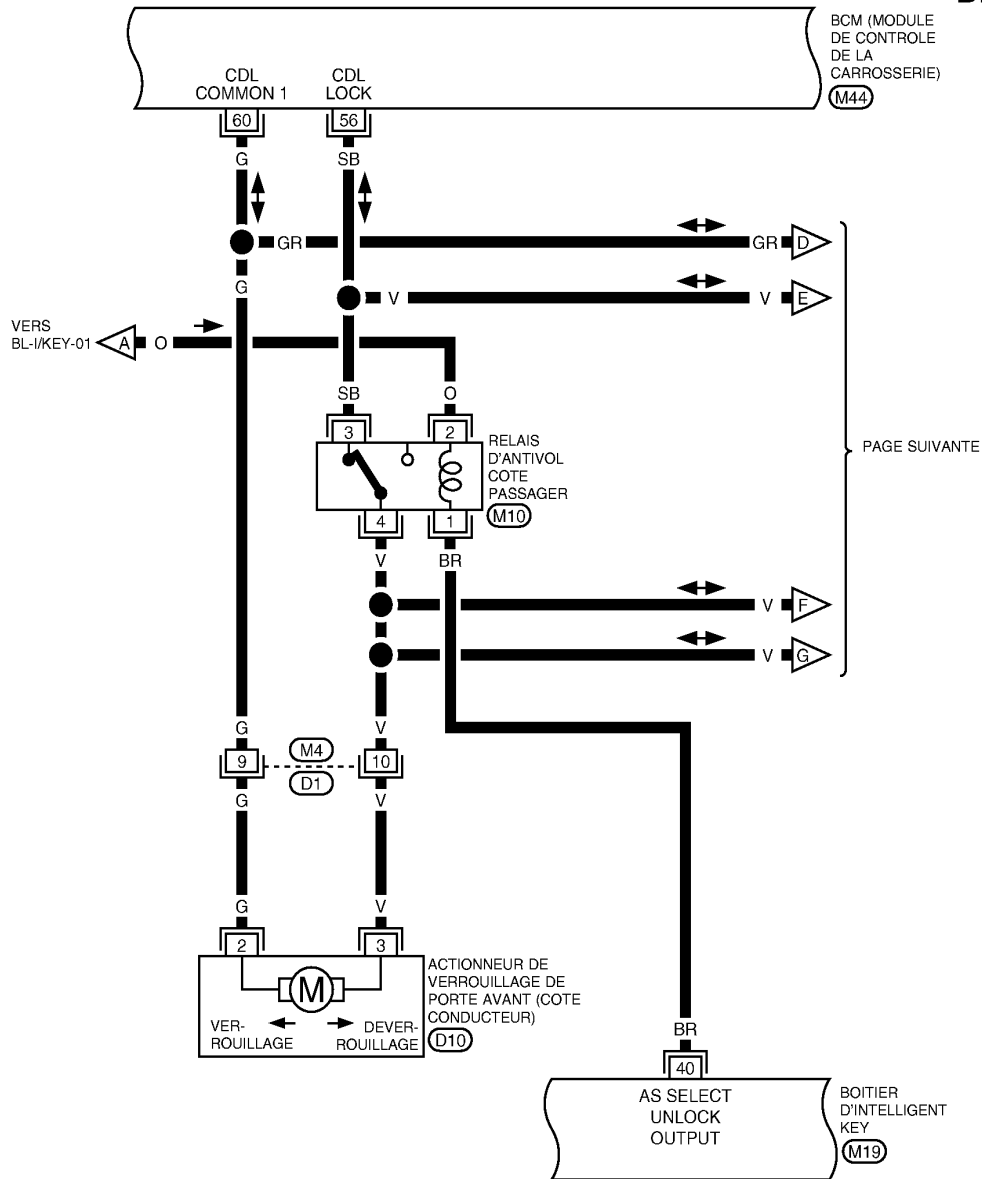 BCM (MODULE
DE CONTROLE
DE LA
CARROSSERIE)
M44
CDL
COMMON 1
CDL
LOCK
60
56
G
SB
GR
GR
D
G
V
V
E
VERS
BL-I/KEY-01
A
O
SB
O
3
2
RELAIS
D'ANTIVOL
COTE
PASSAGER
M10
PAGE SUIVANTE
4
1
V
BR
V
F
V
G
G
V
9
M4
10
D1
G
V
G
V
2
3
M
VER-
ROUILLAGE
DEVER-
ROUILLAGE
ACTIONNEUR DE
VERROUILLAGE DE
PORTE AVANT (COTE
CONDUCTEUR)
D10
BR
40
AS SELECT
UNLOCK
OUTPUT
BOITIER
D'INTELLIGENT
KEY
M19